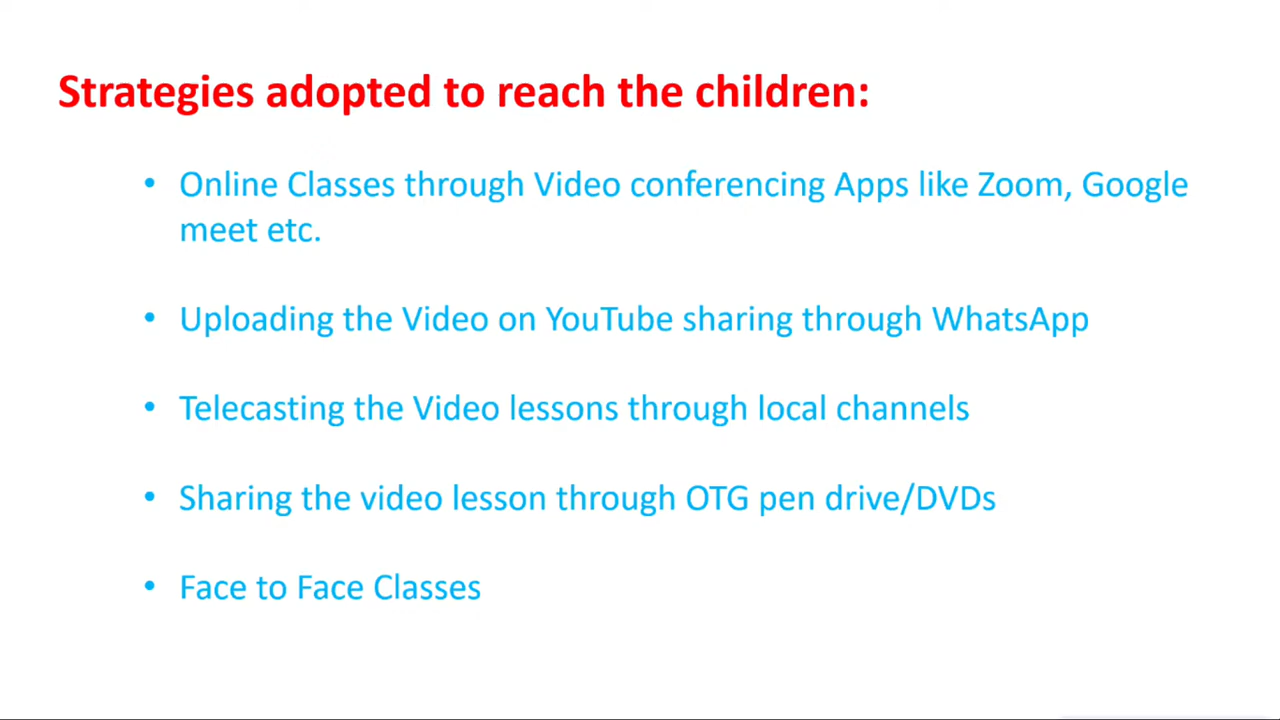 Strategies adopted to reach the children:
• Online Classes through Video conferencing Apps like Zoom, Google
meet etc.
• Uploading the Video on YouTube sharing through WhatsApp
• Telecasting the Video lessons through local channels
• Sharing the video lesson through OTG pen drive/DVDs
• Face to Face Classes